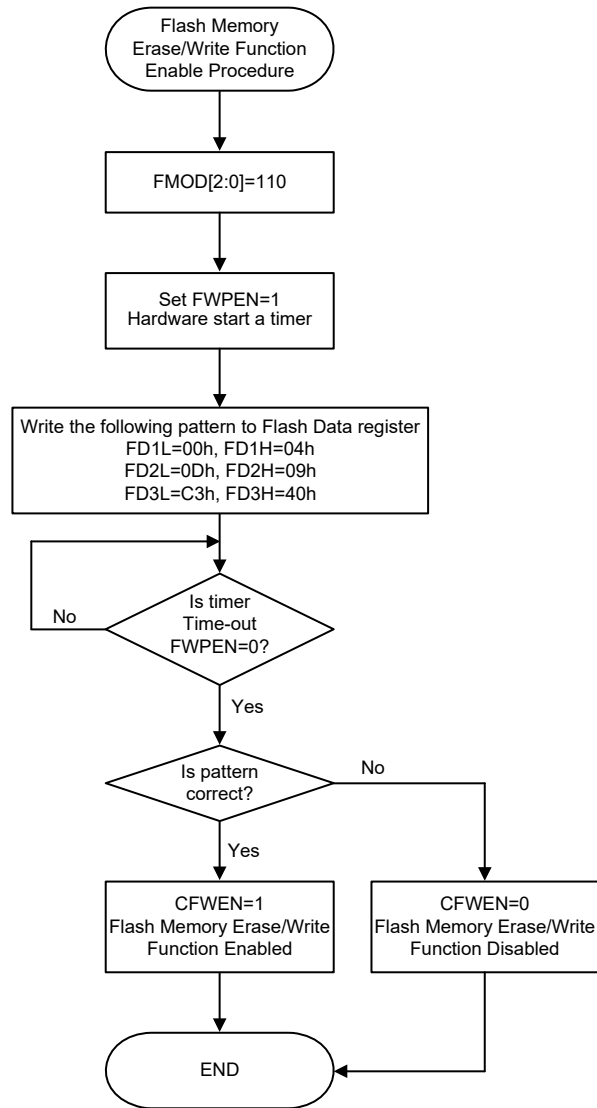 Flash Memory
Erase/Write Function
Enable Procedure
FMOD[2:0]=110
Set FWPEN=1
Hardware start a timer
Write the following pattern to Flash Data register
FD1L=00h, FD1H=04h
FD2L=0Dh, FD2H=09h
FD3L=C3h, FD3H=40h
Is timer
Time-out
FWPEN=0?
No
Yes
Is pattern
correct?
No
Yes
CFWEN=1
Flash Memory Erase/Write
Function Enabled
CFWEN=0
Flash Memory Erase/Write
Function Disabled
END